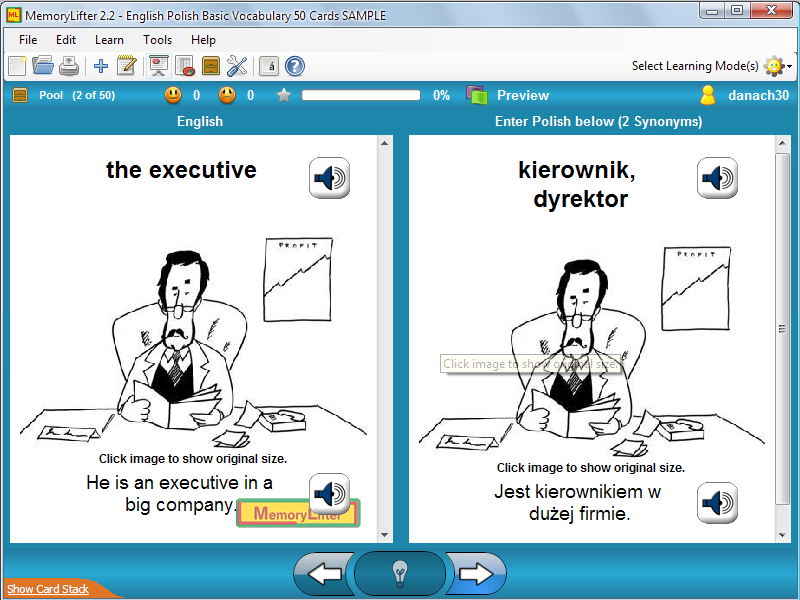 MemoryLifter 2.2 - English Polish Basic Vocabulary 50 Cards SAMPLE
File Edit Learn Tools Help
á ? Select Learning Mode(s)
Pool (2 of 50) 0 0 0% Preview danach30
English
Enter Polish below (2 Synonyms)
the executive
PROFIT
Click image to show original size.
He is an executive in a
big company.
MemoryLifter
kierownik,
dyrektor
PROFIT
Click image to show original size.
Click image to show original size.
Jest kierownikiem w
dużej firmie.
Show Card Stack